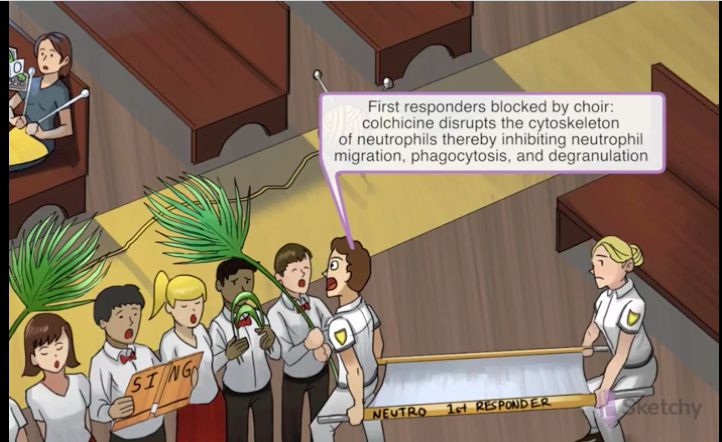 First responders blocked by choir:
colchicine disrupts the cytoskeleton
of neutrophils thereby inhibiting neutrophil
migration, phagocytosis, and degranulation
SING
NEUTRO 1st RESPONDER
Sketchy